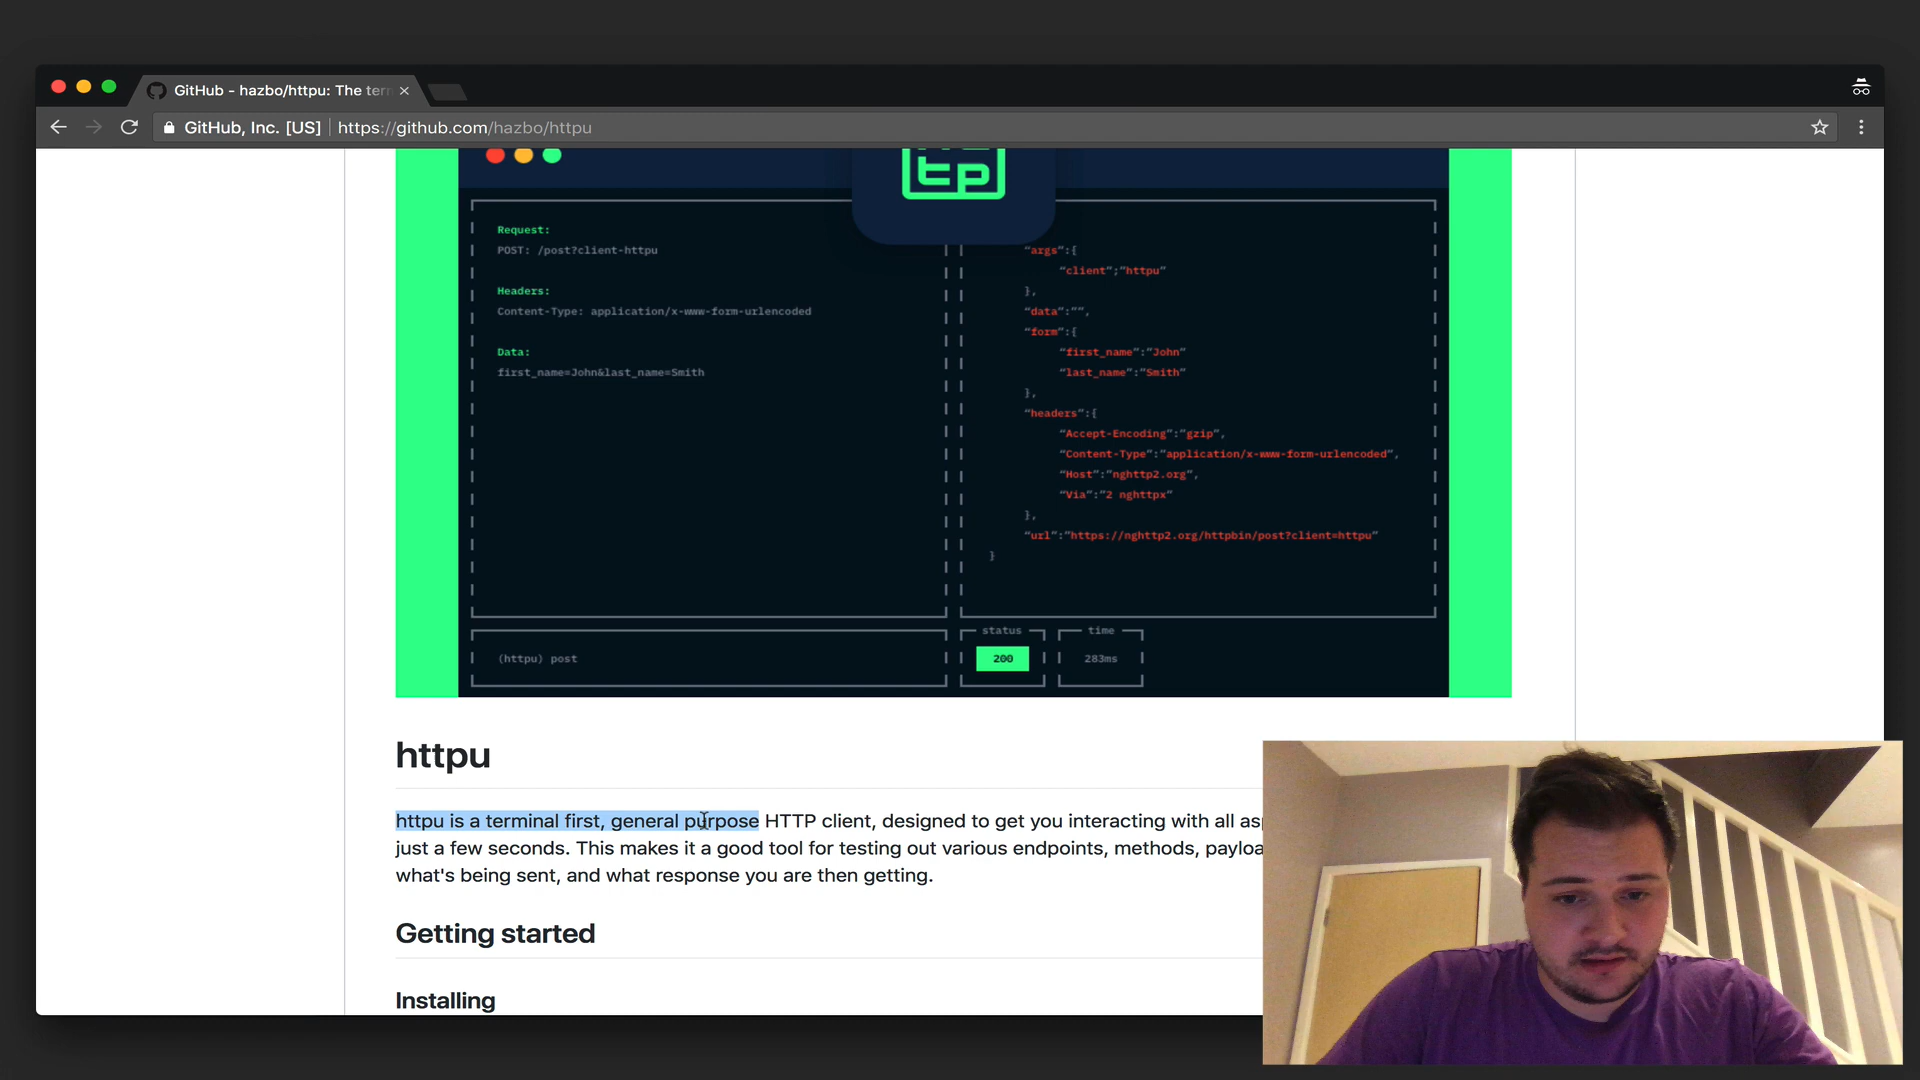 GitHub - hazbo/httpu: The ter
GitHub, Inc. [US] https://github.com/hazbo/httpu
tp
Request:
POST: /post?client-httpu
Headers:
Content-Type: application/x-www-form-urlencoded
Data:
first_name=John&last_name=Smith
“args”:{
“client”;“httpu”
},
“data”:“”,
“form”:{
“first_name”:“John”
“last_name”:“Smith”
},
“headers”:{
“Accept-Encoding”:“gzip”,
“Content-Type”:“application/x-www-form-urlencoded”,
“Host”:“nghttp2.org”,
“Via”:“2 nghttpx”
},
“url”:“https://nghttp2.org/httpbin/post?client=httpu”
}
(httpu) post
status
200
time
283ms
httpu
httpu is a terminal first, general purpose HTTP client, designed to get you interacting with all as
just a few seconds. This makes it a good tool for testing out various endpoints, methods, payloa
what's being sent, and what response you are then getting.
Getting started
Installing